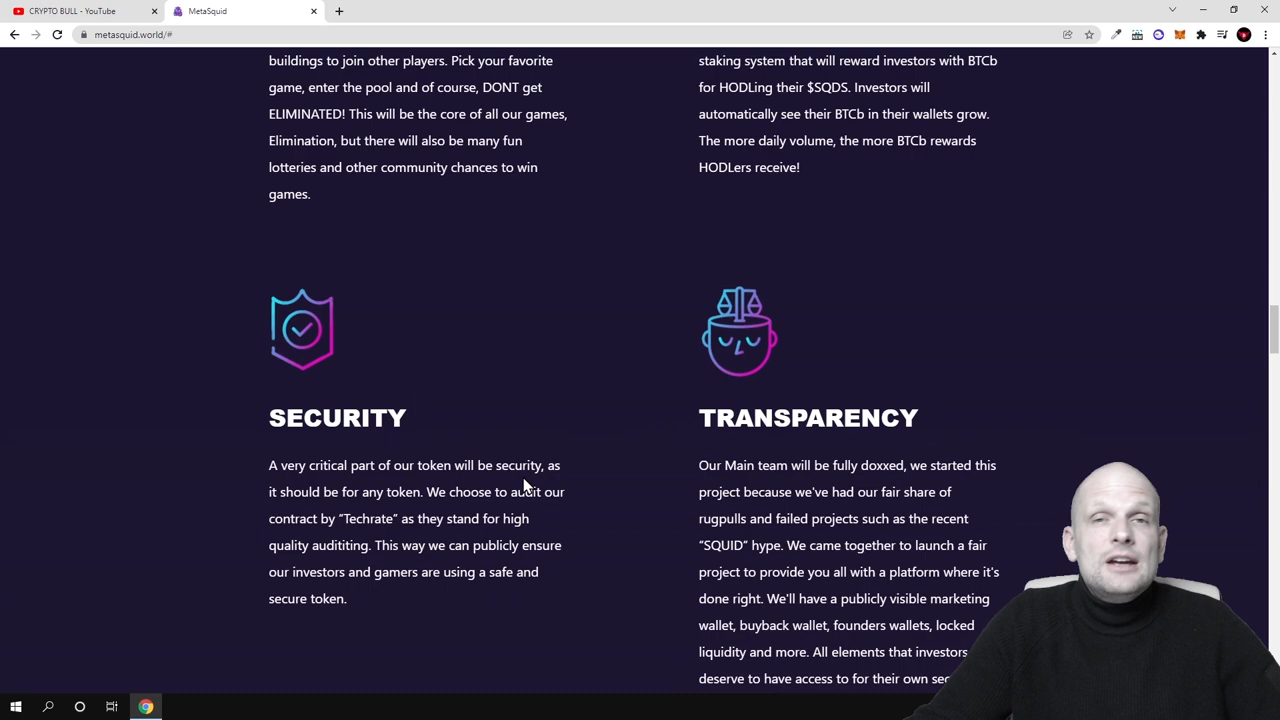 CRYPTO BULL - YouTube
MetaSquid
metasquid.world/#
buildings to join other players. Pick your favorite
game, enter the pool and of course, DONT get
ELIMINATED! This will be the core of all our games,
Elimination, but there will also be many fun
lotteries and other community chances to win
games.
staking system that will reward investors with BTCb
for HODLing their $SQDS. Investors will
automatically see their BTCb in their wallets grow.
The more daily volume, the more BTCb rewards
HODLers receive!
SECURITY
A very critical part of our token will be security, as
it should be for any token. We choose to audit our
contract by “Techrate” as they stand for high
quality audititing. This way we can publicly ensure
our investors and gamers are using a safe and
secure token.
TRANSPARENCY
Our Main team will be fully doxxed, we started this
project because we've had our fair share of
rugpulls and failed projects such as the recent
“SQUID” hype. We came together to launch a fair
project to provide you all with a platform where it's
done right. We'll have a publicly visible marketing
wallet, buyback wallet, founders wallets, locked
liquidity and more. All elements that investors
deserve to have access to for their own